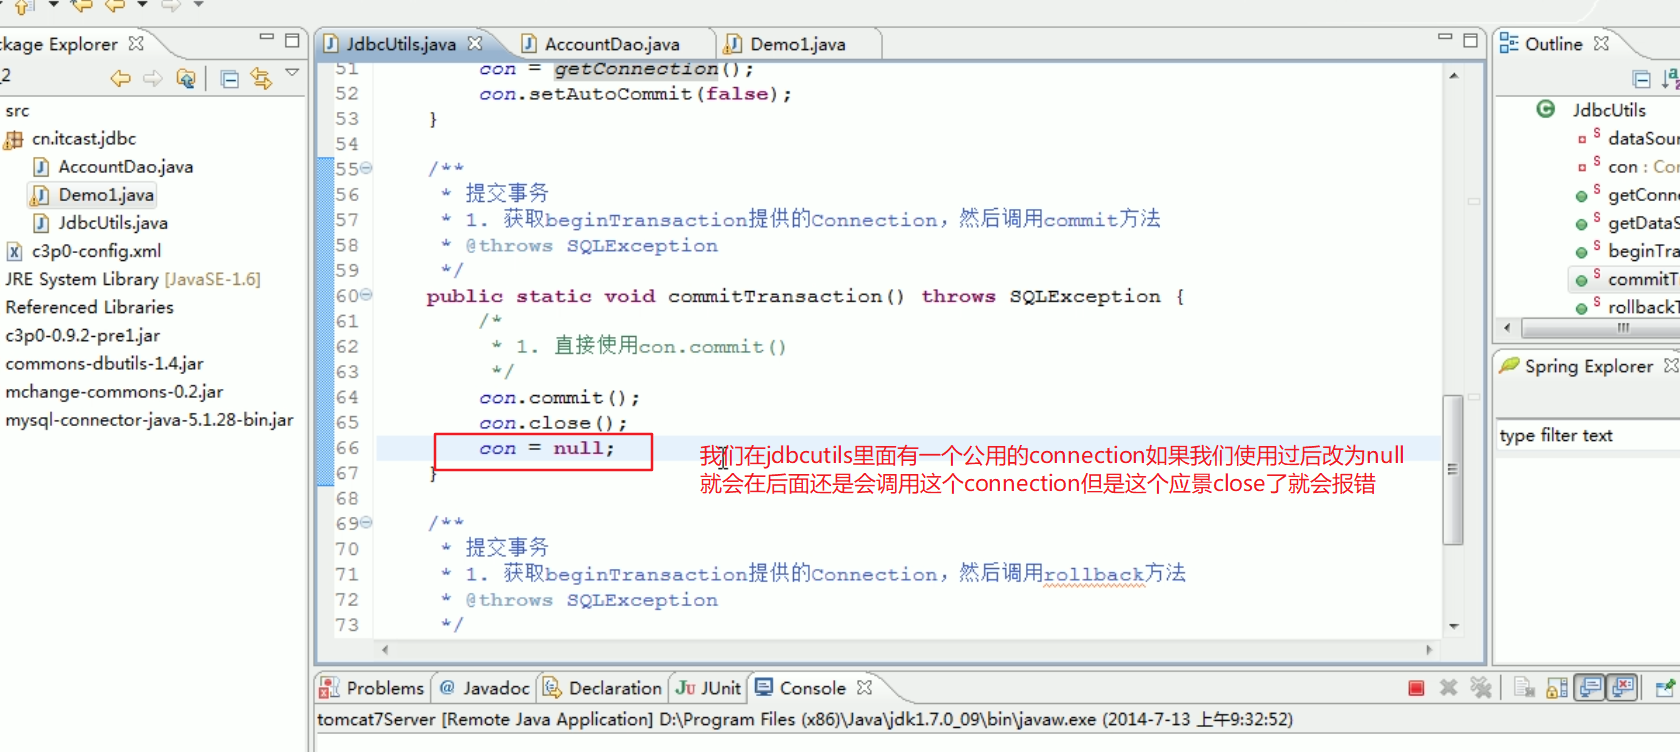 ckage Explorer
JdbcUtils.java
AccountDao.java
Demo1.java
Outline
_2
src
cn.itcast.jdbc
AccountDao.java
Demo1.java
JdbcUtils.java
c3p0-config.xml
JRE System Library [JavaSE-1.6]
Referenced Libraries
c3p0-0.9.2-pre1.jar
commons-dbutils-1.4.jar
mchange-commons-0.2.jar
mysql-connector-java-5.1.28-bin.jar
51 con = getConnection();
52 con.setAutoCommit(false);
53 }
54
55 /**
56 * 提交事务
57 * 1. 获取beginTransaction提供的Connection，然后调用commit方法
58 * @throws SQLException
59 */
60 public static void commitTransaction() throws SQLException {
61 /*
62 * 1. 直接使用con.commit()
63 */
64 con.commit();
65 con.close();
66 con = null;
67 }
我们在jdbcutils里面有一个公用的connection如果我们使用过后改为null
就会在后面还是会调用这个connection但是这个应景close了就会报错
68
69 /**
70 * 提交事务
71 * 1. 获取beginTransaction提供的Connection，然后调用rollback方法
72 * @throws SQLException
73 */
JdbcUtils
S dataSour
S con : Co
S getConne
S getDataS
S beginTra
S commitT
S rollbackT
Spring Explorer
type filter text
Problems
@ Javadoc
Declaration
JUnit
Console
tomcat7Server [Remote Java Application] D:\Program Files (x86)\Java\jdk1.7.0_09\bin\javaw.exe (2014-7-13 上午9:32:52)